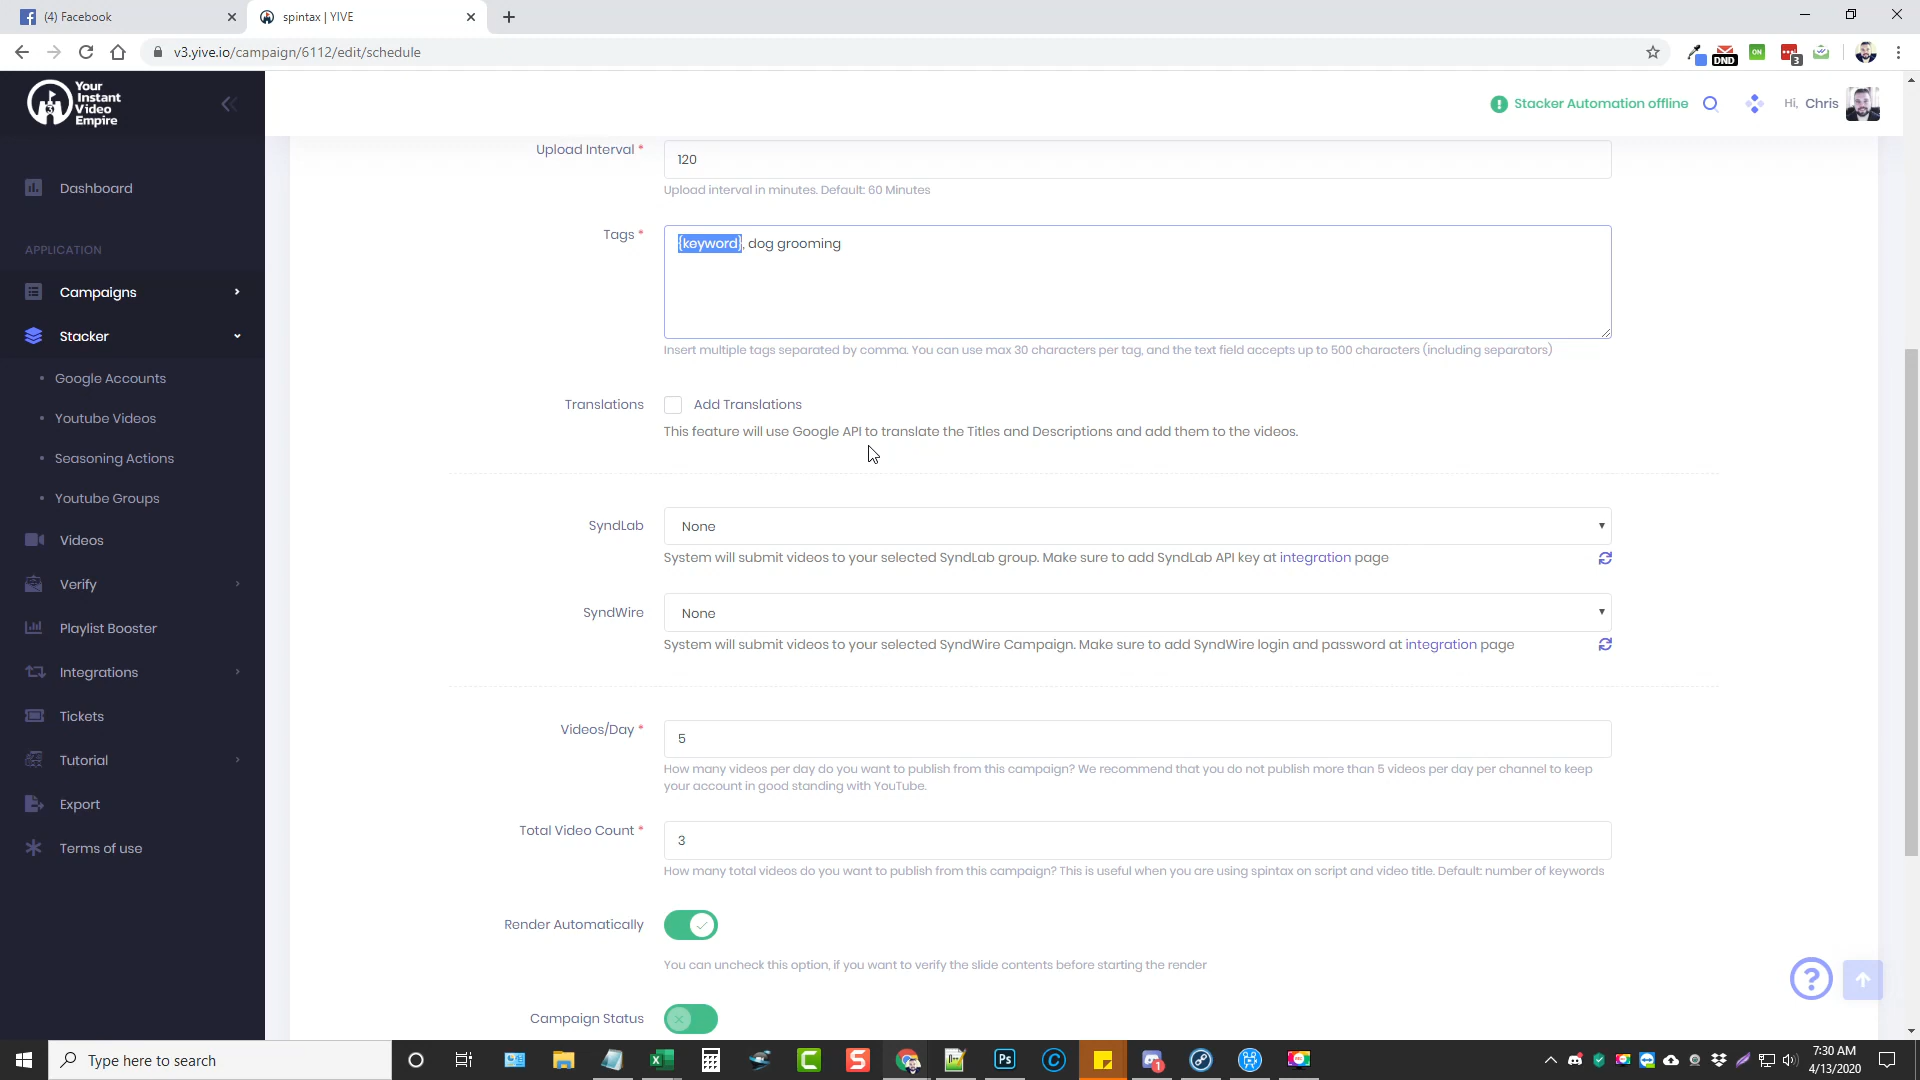 (4) Facebook
spintax | YIVE
v3.yive.io/campaign/6112/edit/schedule
DND
ON
3
Your
Instant
Video
Empire
Stacker Automation offline
Hi, Chris
Dashboard
APPLICATION
Campaigns
Stacker
Google Accounts
Youtube Videos
Seasoning Actions
Youtube Groups
Videos
Verify
Playlist Booster
Integrations
Tickets
Tutorial
Export
Terms of use
Upload Interval *
120
Upload interval in minutes. Default: 60 Minutes
Tags *
{keyword}, dog grooming
Insert multiple tags separated by comma. You can use max 30 characters per tag, and the text field accepts up to 500 characters (including separators)
Translations
Add Translations
This feature will use Google API to translate the Titles and Descriptions and add them to the videos.
SyndLab
None
System will submit videos to your selected SyndLab group. Make sure to add SyndLab API key at integration page
SyndWire
None
System will submit videos to your selected SyndWire Campaign. Make sure to add SyndWire login and password at integration page
Videos/Day *
5
How many videos per day do you want to publish from this campaign? We recommend that you do not publish more than 5 videos per day per channel to keep
your account in good standing with YouTube.
Total Video Count *
3
How many total videos do you want to publish from this campaign? This is useful when you are using spintax on script and video title. Default: number of keywords
Render Automatically
You can uncheck this option, if you want to verify the slide contents before starting the render
Campaign Status
Type here to search
Ps
7:30 AM
4/13/2020